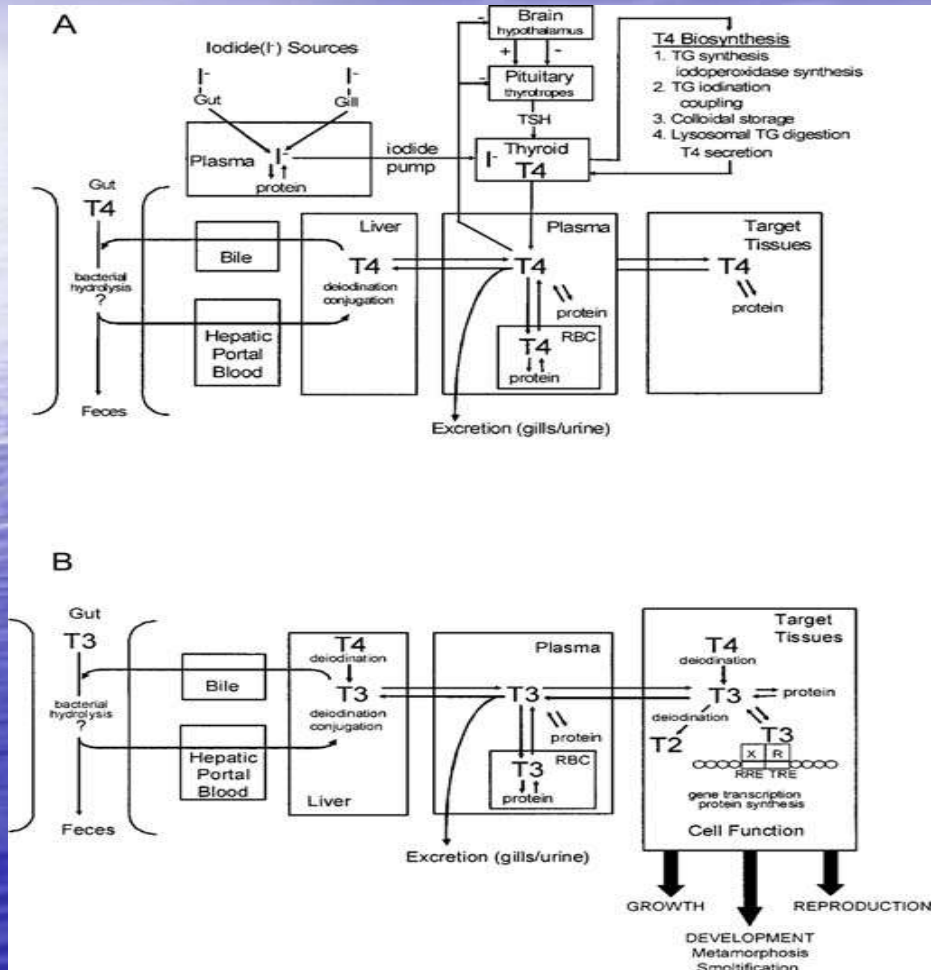 A
Iodide(I-) Sources
I-
I-
Gut
Gill
Plasma
I-
protein
iodide
pump
Brain
hypothalamus
-
+
-
Pituitary
thyrotropes
-
TSH
I-
Thyroid
T4
T4 Biosynthesis
1. TG synthesis
iodoperoxidase synthesis
2. TG iodination
coupling
3. Colloidal storage
4. Lysosomal TG digestion
T4 secretion
Gut
T4
bacterial
hydrolysis
?
Feces
Bile
Hepatic
Portal
Blood
Liver
T4
deiodination
conjugation
Plasma
T4
protein
RBC
T4
protein
Excretion (gills/urine)
Target
Tissues
T4
protein
B
Gut
T3
bacterial
hydrolysis
?
Feces
Bile
Hepatic
Portal
Blood
T4
deiodination
T3
deiodination
conjugation
Liver
Plasma
T3
protein
RBC
T3
protein
Excretion (gills/urine)
Target
Tissues
T4
deiodination
T3
protein
deiodination
T2
T3
X R
RRE TRE
gene transcription
protein synthesis
Cell Function
GROWTH
REPRODUCTION
DEVELOPMENT
Metamorphosis
Smoltification